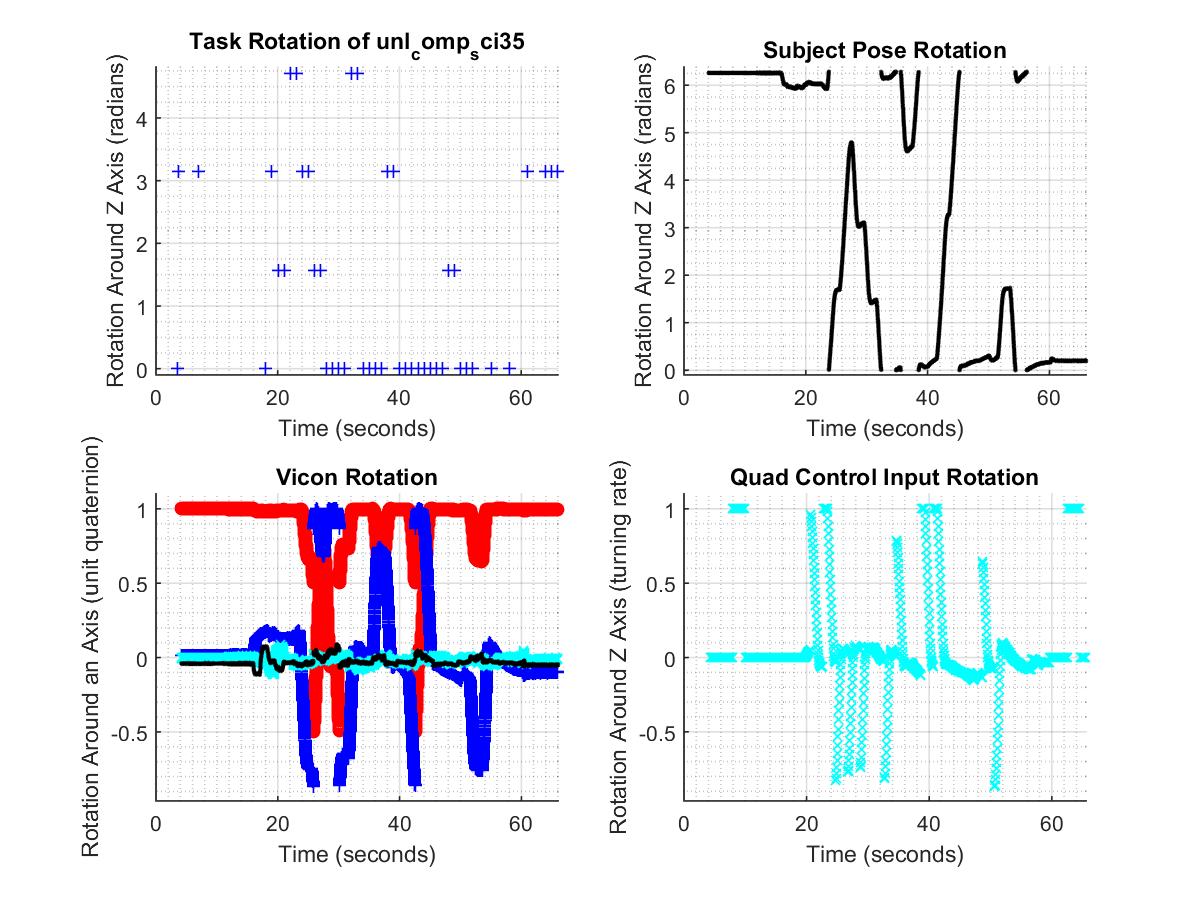 Task Rotation of unl_comp_sci35
Rotation Around Z Axis (radians)
4
3
2
1
0
0 20 40 60
Time (seconds)
Subject Pose Rotation
Rotation Around Z Axis (radians)
6
5
4
3
2
1
0
0 20 40 60
Time (seconds)
Vicon Rotation
Rotation Around an Axis (unit quaternion)
1
0.5
0
-0.5
0 20 40 60
Time (seconds)
Quad Control Input Rotation
Rotation Around Z Axis (turning rate)
1
0.5
0
-0.5
0 20 40 60
Time (seconds)